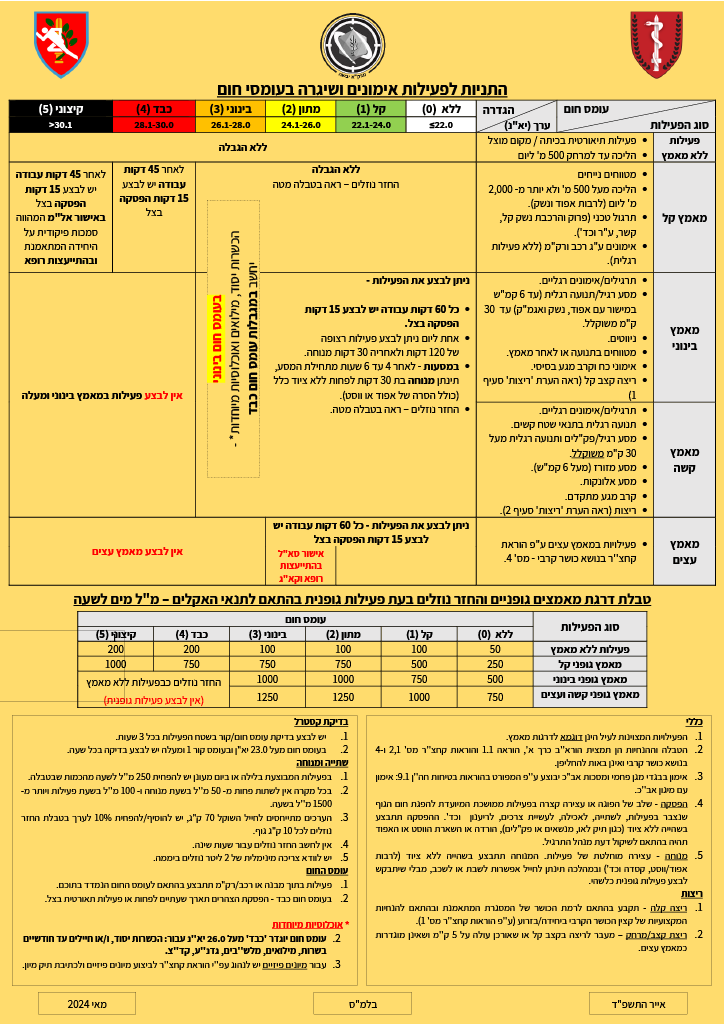 התניות לפעילות אימונים ושיגרה בעומסי חום
עומס חום
הגדרה
ללא (0)
קל (1)
מתון (2)
בינוני (3)
כבד (4)
קיצוני (5)
סוג הפעילות
ערך (יא"נ)
≤22.0
22.1-24.0
24.1-26.0
26.1-28.0
28.1-30.0
>30.1
פעילות
ללא מאמץ
• פעילות תיאורטית בכיתה / מקום מוצל
• הליכה עד למרחק 500 מ' ליום
ללא הגבלה
מאמץ קל
• מטווחים נייחים
• הליכה מעל 500 מ' ולא יותר מ- 2,000
מ' ליום (לרבות אפוד ונשק).
• תרגול טכני (פרוק והרכבת נשק קל,
קשר, ע"ר וכד').
• אימונים ע"ג רכב ורק"מ (ללא פעילות
רגלית).
ללא הגבלה
החזר נוזלים – ראה בטבלה מטה
לאחר 45 דקות
עבודה יש לבצע
15 דקות הפסקה
בצל
לאחר 45 דקות עבודה
יש לבצע 15 דקות
הפסקה בצל
באישור אל"מ המהווה
סמכות פיקודית על
היחידה המתאמנת
ובהתייעצות רופא
מאמץ
בינוני
• תרגילים/אימונים רגליים.
• מסע רגיל/תנועה רגלית (עד 6 קמ"ש
במישור עם אפוד, נשק ואגמ"ק) עד 30
ק"מ משוקלל.
• ניווטים.
• מטווחים בתנועה או לאחר מאמץ.
• אימוני כח וקרב מגע בסיסי.
• ריצה קצב קל (ראה הערת 'ריצות' סעיף
1)
ניתן לבצע את הפעילות -
• כל 60 דקות עבודה יש לבצע 15 דקות
הפסקה בצל.
• אחת ליום ניתן לבצע פעילות רצופה
של 120 דקות ולאחריה 30 דקות מנוחה.
• במסעות - לאחר 4 עד 6 שעות מתחילת המסע,
תינתן מנוחה בת 30 דקות לפחות ללא ציוד כלל
(כולל הסרה של אפוד או ווסט).
• החזר נוזלים – ראה בטבלה מטה.
הכשרות יסוד, מילואים ואוכלוסיות מיוחדות * -
יחשב במגבלות עומס חום כבד
בעומס חום בינוני
אין לבצע פעילות במאמץ בינוני ומעלה
מאמץ
קשה
• תרגילים/אימונים רגליים.
• תנועה רגלית בתנאי שטח קשים.
• מסע רגיל/פק"לים ותנועה רגלית מעל
30 ק"מ משוקלל.
• מסע מזורז (מעל 6 קמ"ש).
• מסע אלונקות.
• קרב מגע מתקדם.
• ריצות (ראה הערת 'ריצות' סעיף 2).
מאמץ
עצים
• פעילויות במאמץ עצים ע"פ הוראת
קחצ"ר בנושא כושר קרבי - מס' 4.
ניתן לבצע את הפעילות - כל 60 דקות עבודה יש
לבצע 15 דקות הפסקה בצל
אישור סא"ל
בהתייעצות
רופא וקא"ג
אין לבצע מאמץ עצים
טבלת דרגת מאמצים גופניים והחזר נוזלים בעת פעילות גופנית בהתאם לתנאי האקלים – מ"ל מים לשעה
סוג הפעילות
עומס חום
ללא (0)
קל (1)
מתון (2)
בינוני (3)
כבד (4)
קיצוני (5)
פעילות ללא מאמץ
50
100
100
100
200
200
מאמץ גופני קל
250
500
750
750
750
1000
מאמץ גופני בינוני
500
750
1000
1000
החזר נוזלים כבפעילות ללא מאמץ
(אין לבצע פעילות גופנית)
מאמץ גופני קשה ועצים
750
1000
1250
1250
כללי
1. הפעילויות המצוינות לעיל הינן דוגמא לדרגות מאמץ.
2. הטבלה וההנחיות הן תמצית הורא"ב כרך א', הוראה 1.1 והוראות קחצ"ר מס' 2,1 ו-4
בנושא כושר קרבי ואינן באות להחליפן.
3. אימון בבגדי מגן פחמי ומסכות אב"כ יבוצע ע"פ המפורט בהוראות בטיחות חה"ן 9.1: אימון
עם מיגון אב"כ.
4. הפסקה - שלב של הפוגה או עצירה קצרה בפעילות ממושכת המיועדת להפגת חום הגוף
שנצבר בפעילות, לשתייה, לאכילה, לעשיית צרכים, לריענון וכד'. ההפסקה תתבצע
בשהייה ללא ציוד (כגון תיק לאו, מנשאים או פק"לים), הורדה או השארת הווסט או האפוד
תהיה בהתאם לשיקול דעת מנהל התרגיל.
5. מנוחה - עצירה מוחלטת של פעילות. המנוחה תתבצע בשהייה ללא ציוד (לרבות
אפוד/ווסט, קסדה וכד') ובמהלכה תינתן לחייל אפשרות לשבת או לשכב, מבלי שיתבקש
לבצע פעילות גופנית כלשהי.
ריצות
1. ריצה קלה - תקבע בהתאם לרמת הכושר של המסגרת המתאמנת ובהתאם להנחיות
המקצועיות של קצין הכושר הקרבי ביחידה/בזרוע (ע"פ הוראות קחצ"ר מס' 1).
2. ריצת קצב/מרחק – מעבר לריצה בקצב קל או שאורכן עולה על 5 ק"מ ושאינן מוגדרות
כמאמץ עצים.
בדיקת קסטרל
1. יש לבצע בדיקת עומס חום/קור בשטח הפעילות בכל 3 שעות.
2. בעומס חום מעל 23.0 יא"ן ובעומס קור 1 ומעלה יש לבצע בדיקה בכל שעה.
שתייה ומנוחה
1. בפעילות המבוצעת בלילה או ביום מעונן יש להפחית 250 מ"ל לשעה מהכמות שבטבלה.
2. בכל מקרה אין לשתות פחות מ- 50 מ"ל בשעת מנוחה ו- 100 מ"ל בשעת פעילות ויותר מ-
1500 מ"ל בשעה.
3. הערכים מתייחסים לחייל השוקל 70 ק"ג, יש להוסיף/להפחית 10% לערך בטבלת החזר
נוזלים לכל 10 ק"ג גוף.
4. אין לחשב החזר נוזלים עבור שעות שינה.
5. יש לוודא צריכה מינימלית של 2 ליטר נוזלים ביממה.
עומס החום
1. פעילות בתוך מבנה או רכב/רק"מ תתבצע בהתאם לעומס החום הנמדד בתוכם.
2. בעומס חום כבד - הפסקת הצהרים תארך שעתיים לפחות או פעילות תאורטית בצל.
* אוכלוסיות מיוחדות
2. עומס חום יוגדר 'כבד' מעל 26.0 יא"נ עבור: הכשרות יסוד, ו/או חיילים עד חודשיים
בשרות, מילואים, מלש"בים, גדנ"ע, קד"צ.
3. עבור מיונים פיזיים יש לנהוג עפ"י הוראת קחצ"ר לביצוע מיונים פיזיים ולכתיבת תיק מיון.
אייר התשפ"ד
בלמ"ס
מאי 2024